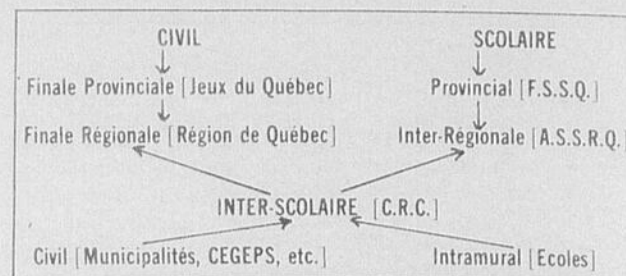 CIVIL SCOLAIRE
Finale Provinciale [Jeux du Québec] Provincial [F.S.S.Q.]
Finale Régionale [Région de Québec] Inter-Régionale [A.S.S.R.Q.]
INTER-SCOLAIRE [C.R.C.]
Civil [Municipalités, CEGEPS, etc.] Intramural [Ecoles]